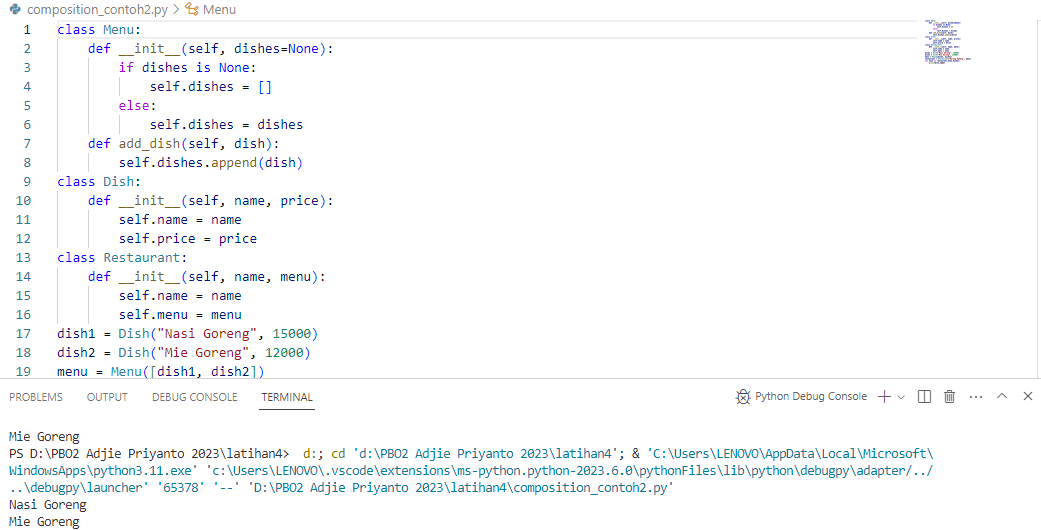 composition_contoh2.py > Menu
1 class Menu:
2     def __init__(self, dishes=None):
3         if dishes is None:
4             self.dishes = []
5         else:
6             self.dishes = dishes
7     def add_dish(self, dish):
8         self.dishes.append(dish)
9 class Dish:
10     def __init__(self, name, price):
11         self.name = name
12         self.price = price
13 class Restaurant:
14     def __init__(self, name, menu):
15         self.name = name
16         self.menu = menu
17 dish1 = Dish("Nasi Goreng", 15000)
18 dish2 = Dish("Mie Goreng", 12000)
19 menu = Menu([dish1, dish2])
PROBLEMS OUTPUT DEBUG CONSOLE TERMINAL Python Debug Console
Mie Goreng
PS D:\PBO2 Adjie Priyanto 2023\latihan4>  d:; cd 'd:\PBO2 Adjie Priyanto 2023\latihan4'; & 'C:\Users\LENOVO\AppData\Local\Microsoft\
WindowsApps\python3.11.exe' 'c:\Users\LENOVO\.vscode\extensions\ms-python.python-2023.6.0\pythonFiles\lib\python\debugpy\adapter/../
..\debugpy\launcher' '65378' '--' 'D:\PBO2 Adjie Priyanto 2023\latihan4\composition_contoh2.py'
Nasi Goreng
Mie Goreng